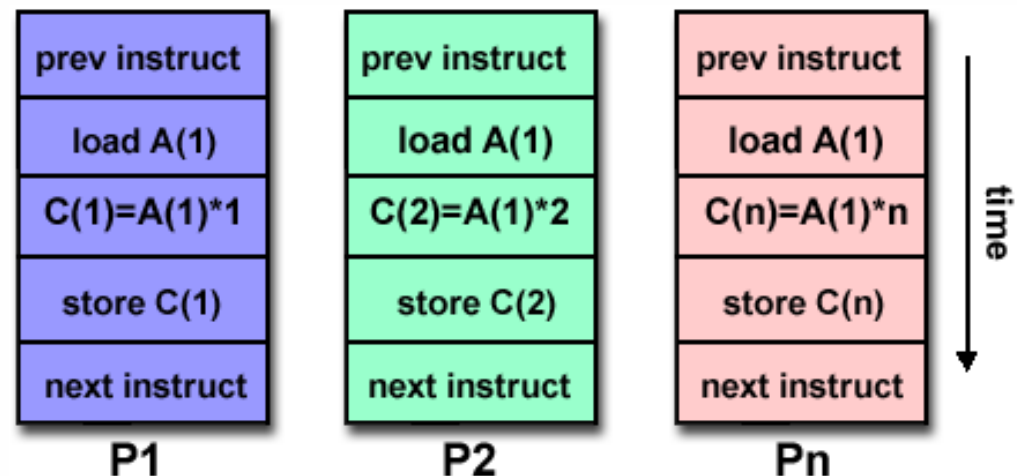 prev instruct
load A(1)
C(1)=A(1)*1
store C(1)
next instruct
P1
prev instruct
load A(1)
C(2)=A(1)*2
store C(2)
next instruct
P2
prev instruct
load A(1)
C(n)=A(1)*n
store C(n)
next instruct
Pn
time